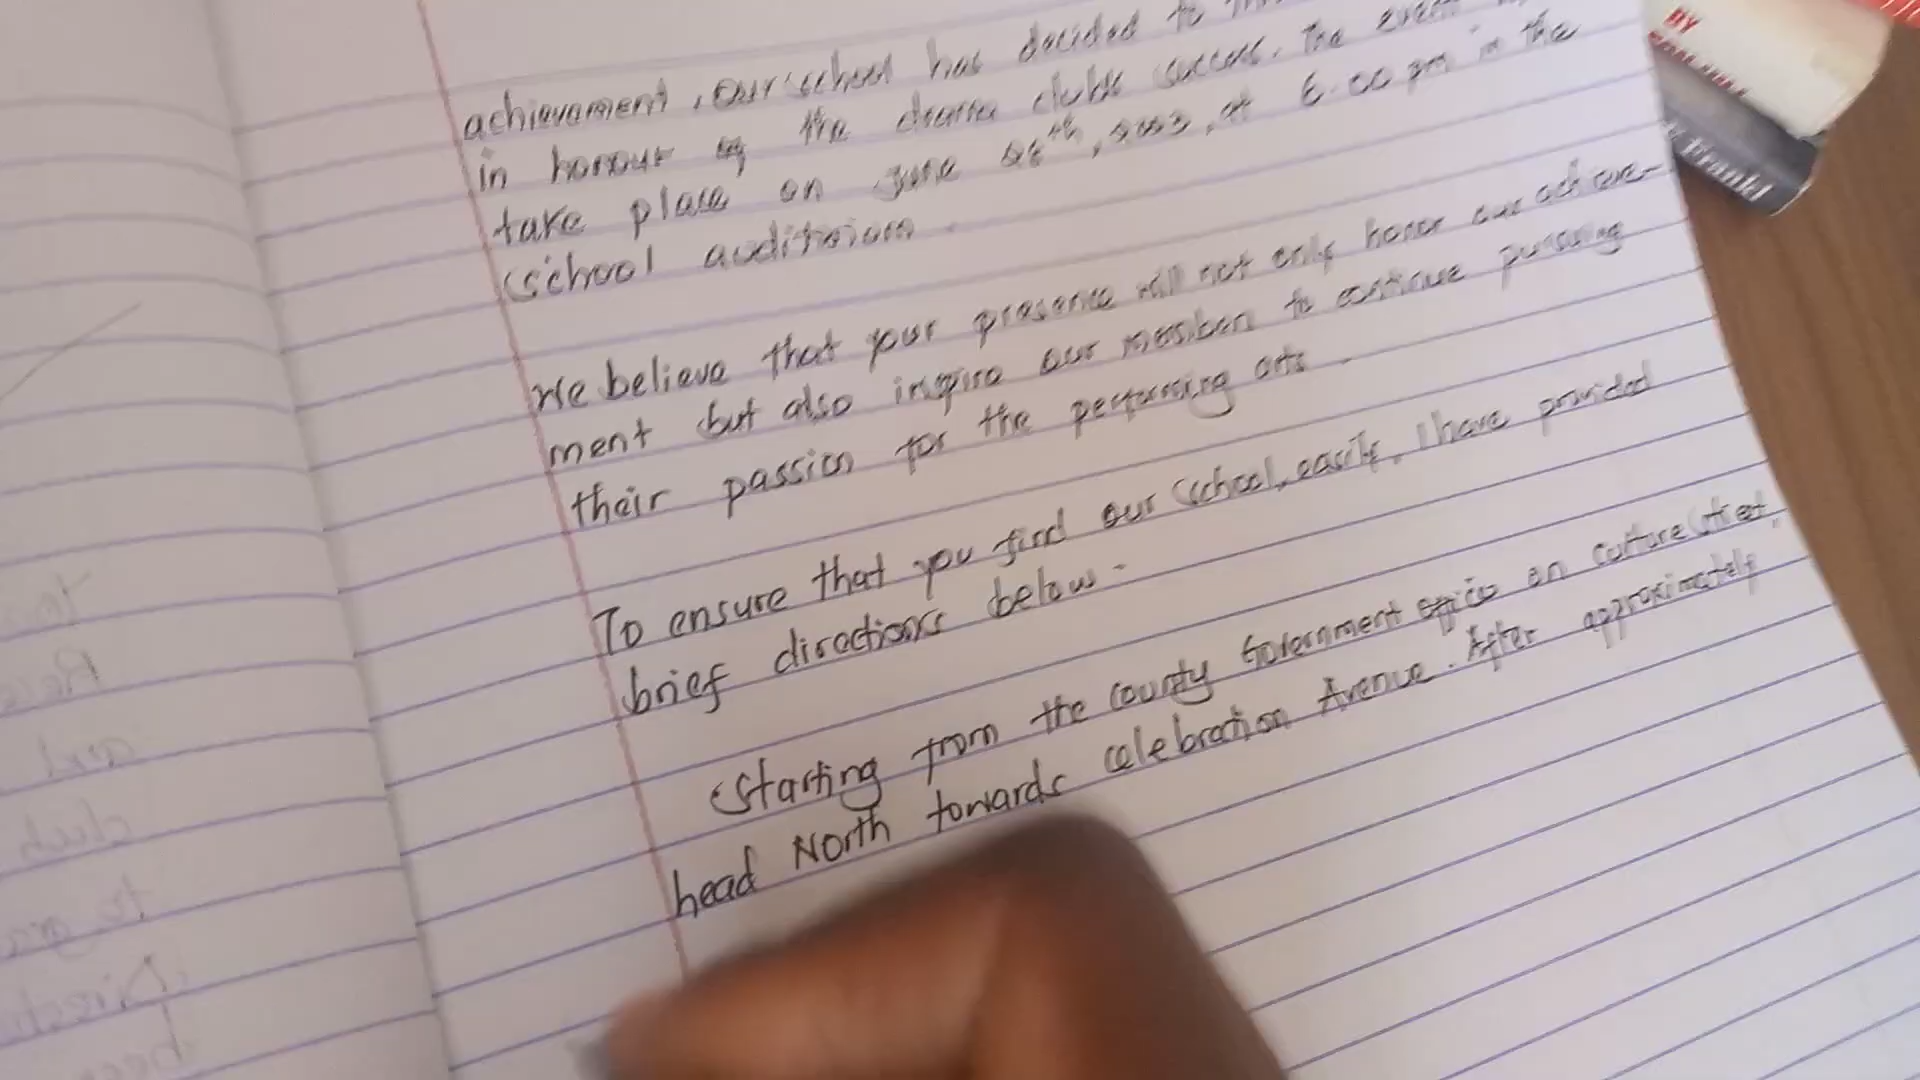 achievement, our school has decided to
in honour of the drama clubs success. The event
take place on June 28th, 2023, at 6.00 pm in the
school auditorium.
We believe that your presence will not only honor our achieve-
ment but also inspire our members to continue pursuing
their passion for the performing arts.
To ensure that you find our school, easily, I have provided
brief directions below.
Starting from the county Government office on culture street,
head North towards celebration Avenue. After approximately
BY
Frankl